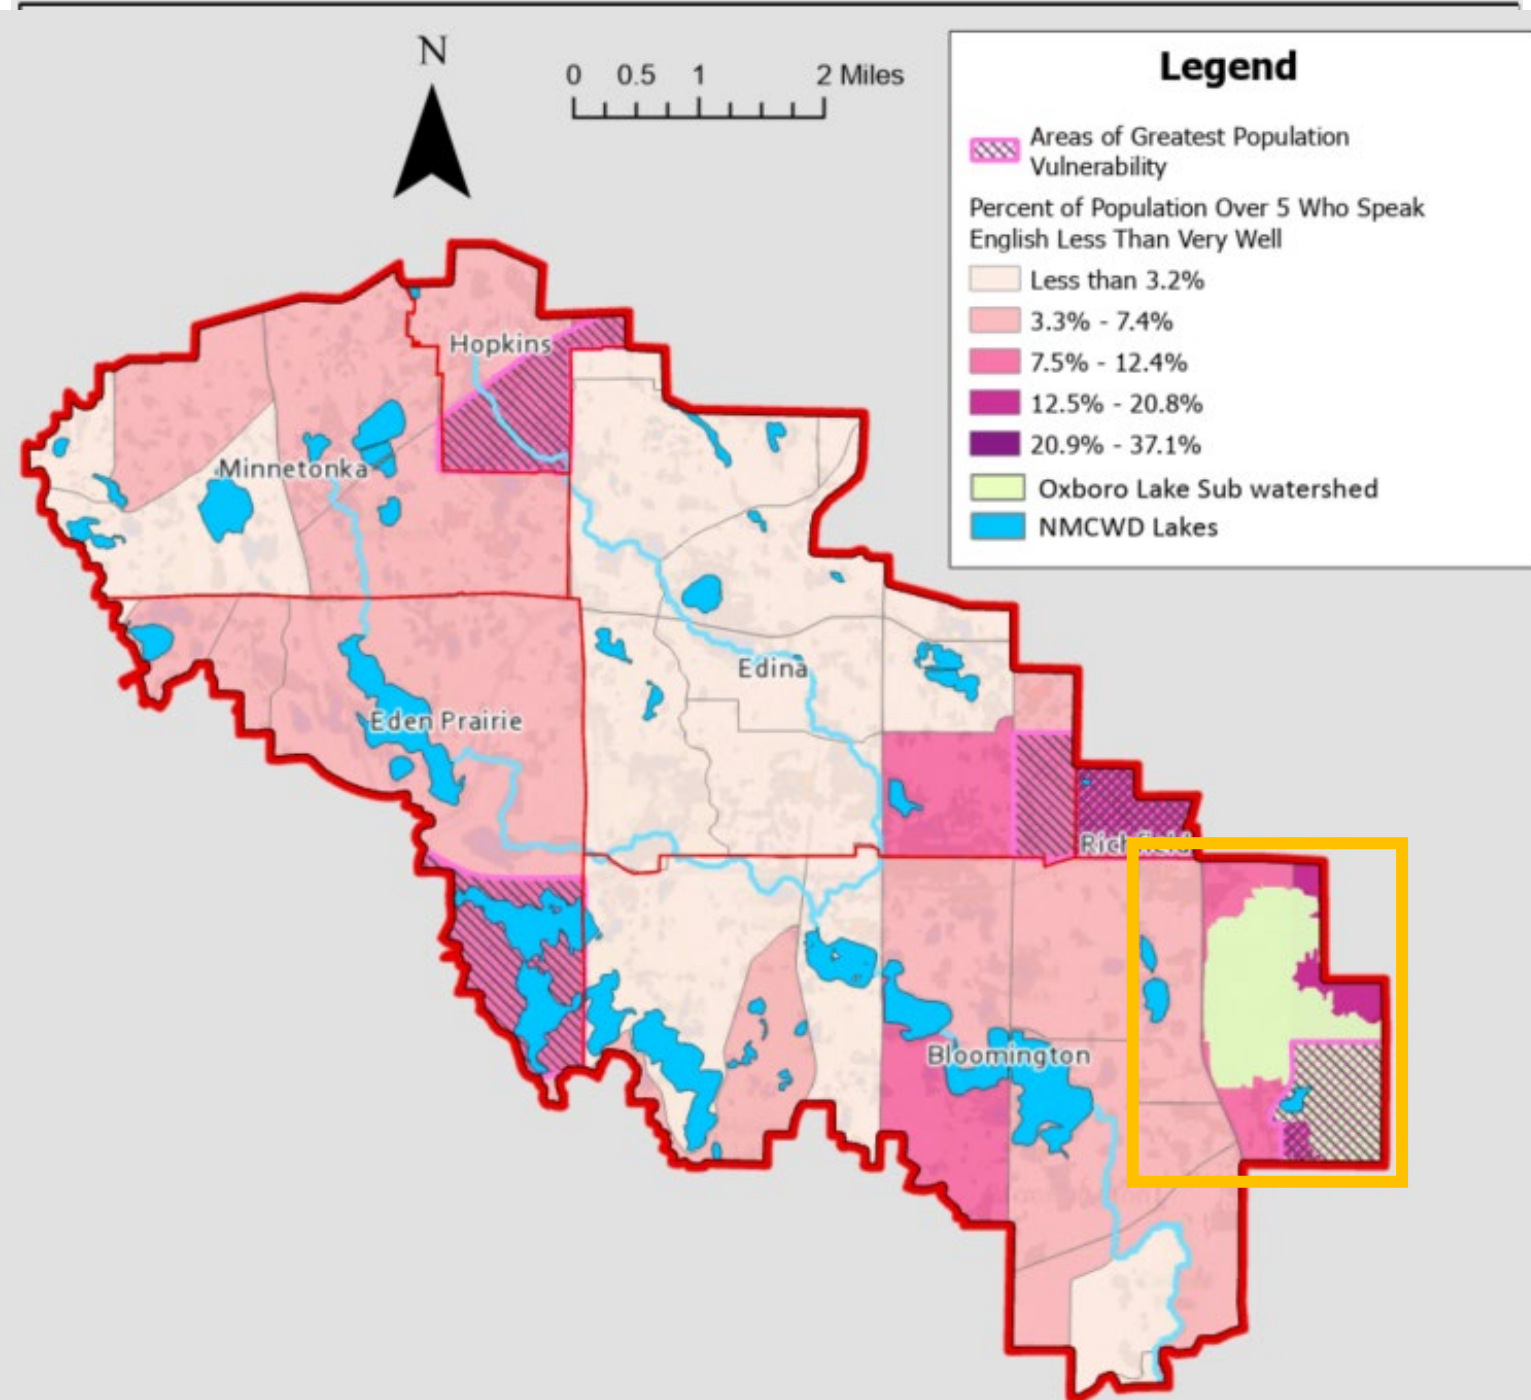 N
0 0.5 1 2 Miles
Legend
Areas of Greatest Population
Vulnerability
Percent of Population Over 5 Who Speak
English Less Than Very Well
Less than 3.2%
3.3% - 7.4%
7.5% - 12.4%
12.5% - 20.8%
20.9% - 37.1%
Oxboro Lake Sub watershed
NMCWD Lakes
Hopkins
Minnetonka
Edina
Eden Prairie
Richfield
Bloomington